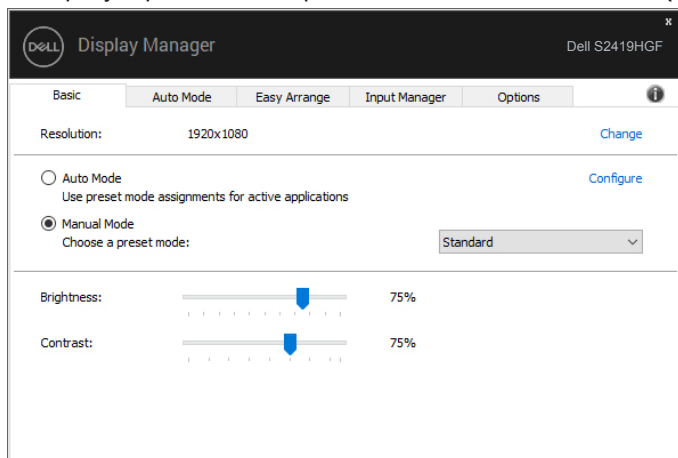 x
DELL Display Manager Dell S2419HGF
Basic Auto Mode Easy Arrange Input Manager Options i
Resolution: 1920x1080 Change
Auto Mode Configure
Use preset mode assignments for active applications
Manual Mode
Choose a preset mode: Standard
Brightness: 75%
Contrast: 75%